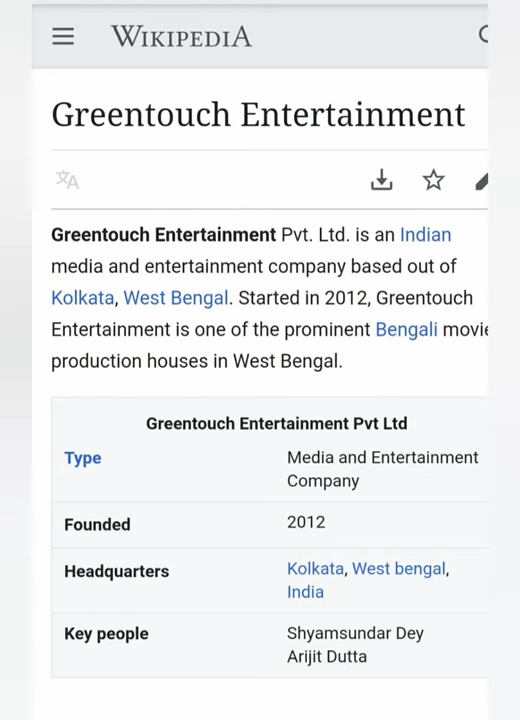 WIKIPEDIA
Greentouch Entertainment
Greentouch Entertainment Pvt. Ltd. is an Indian
media and entertainment company based out of
Kolkata, West Bengal. Started in 2012, Greentouch
Entertainment is one of the prominent Bengali movie
production houses in West Bengal.
Greentouch Entertainment Pvt Ltd
Type Media and Entertainment
Company
Founded 2012
Headquarters Kolkata, West bengal,
India
Key people Shyamsundar Dey
Arijit Dutta